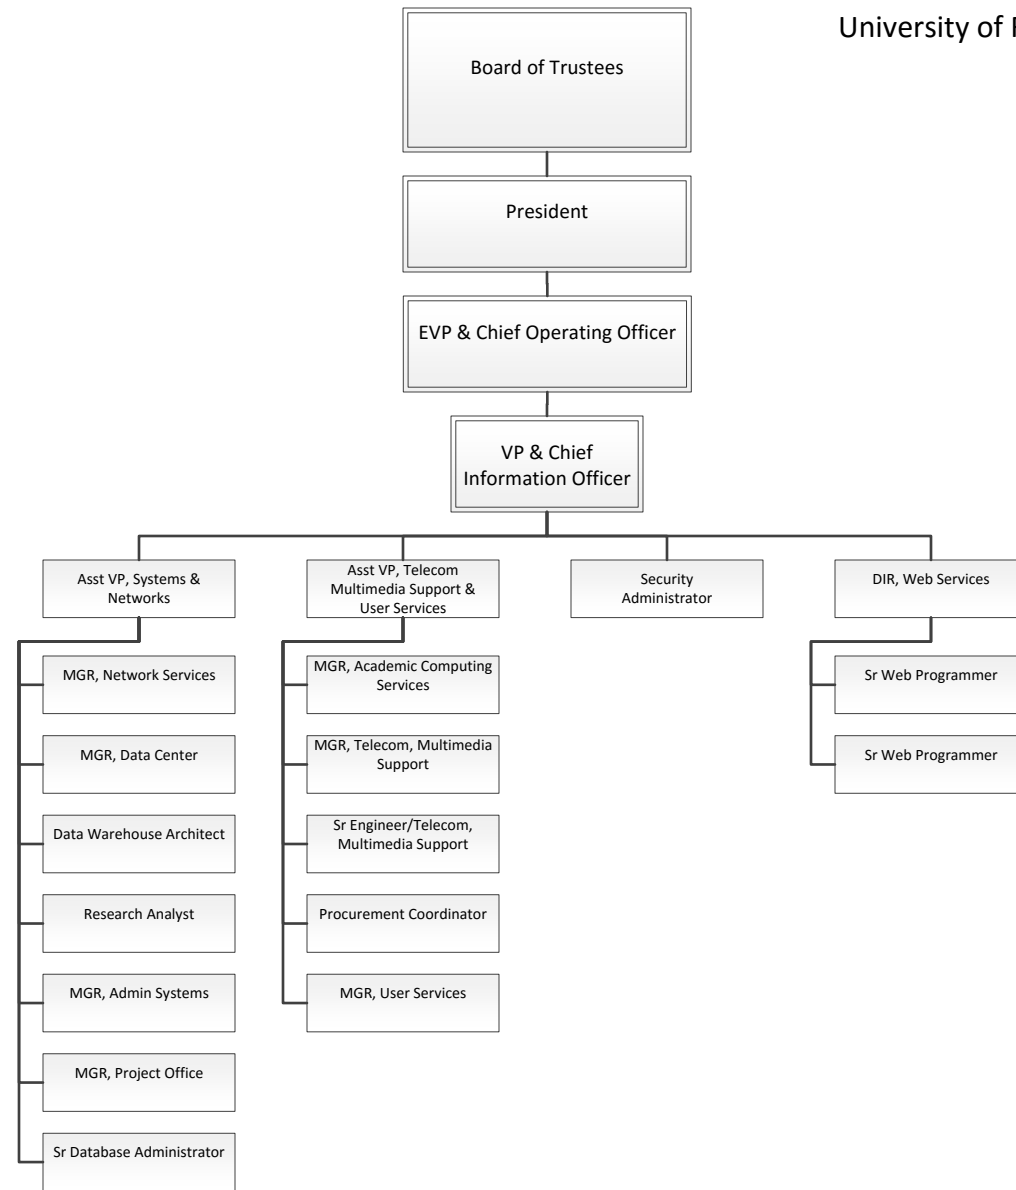 University of
Board of Trustees
President
EVP & Chief Operating Officer
VP & Chief
Information Officer
Asst VP, Systems &
Networks
Asst VP, Telecom
Multimedia Support &
User Services
Security
Administrator
DIR, Web Services
MGR, Network Services
MGR, Academic Computing
Services
Sr Web Programmer
MGR, Data Center
MGR, Telecom, Multimedia
Support
Sr Web Programmer
Data Warehouse Architect
Sr Engineer/Telecom,
Multimedia Support
Research Analyst
Procurement Coordinator
MGR, Admin Systems
MGR, User Services
MGR, Project Office
Sr Database Administrator